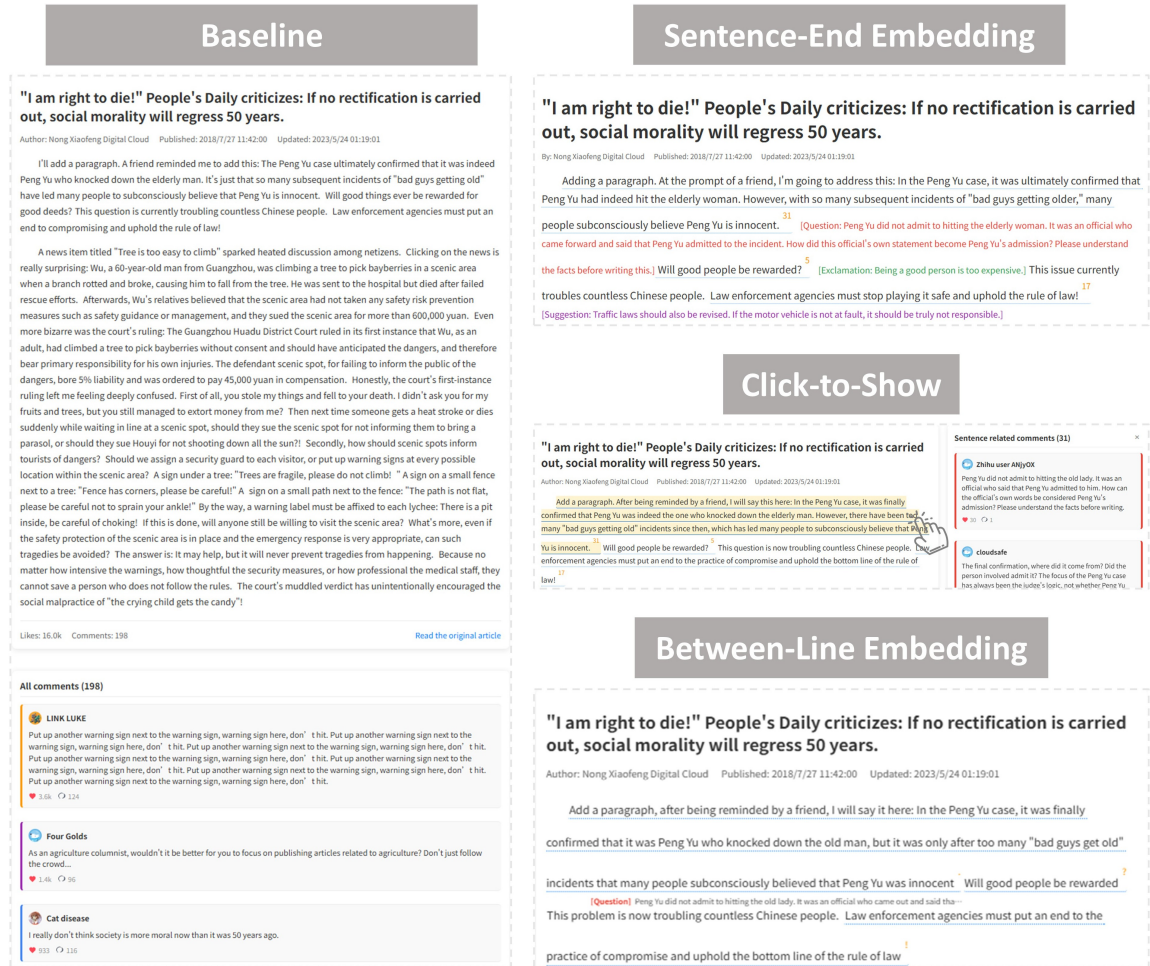 Baseline
"I am right to die!" People's Daily criticizes: If no rectification is carried
out, social morality will regress 50 years.
Author: Nong Xiaofeng Digital Cloud Published: 2018/7/27 11:42:00 Updated: 2023/5/24 01:19:01
I'll add a paragraph. A friend reminded me to add this: The Peng Yu case ultimately confirmed that it was indeed
Peng Yu who knocked down the elderly man. It's just that so many subsequent incidents of "bad guys getting old"
have led many people to subconsciously believe that Peng Yu is innocent. Will good things ever be rewarded for
good deeds? This question is currently troubling countless Chinese people. Law enforcement agencies must put an
end to compromising and uphold the rule of law!
A news item titled "Tree is too easy to climb" sparked heated discussion among netizens. Clicking on the news is
really surprising: Wu, a 60-year-old man from Guangzhou, was climbing a tree to pick bayberries in a scenic area
when a branch rotted and broke, causing him to fall from the tree. He was sent to the hospital but died after failed
rescue efforts. Afterwards, Wu's relatives believed that the scenic area had not taken any safety risk prevention
measures such as safety guidance or management, and they sued the scenic area for more than 600,000 yuan. Even
more bizarre was the court's ruling: The Guangzhou Huadu District Court ruled in its first instance that Wu, as an
adult, had climbed a tree to pick bayberries without consent and should have anticipated the dangers, and therefore
bear primary responsibility for his own injuries. The defendant scenic spot, for failing to inform the public of the
dangers, bore 5% liability and was ordered to pay 45,000 yuan in compensation. Honestly, the court's first-instance
ruling left me feeling deeply confused. First of all, you stole my things and fell to your death. I didn't ask you for my
fruits and trees, but you still managed to extort money from me? Then next time someone gets a heat stroke or dies
suddenly while waiting in line at a scenic spot, should they sue the scenic spot for not informing them to bring a
parasol, or should they sue Houyi for not shooting down all the sun?! Secondly, how should scenic spots inform
tourists of dangers? Should we assign a security guard to each visitor, or put up warning signs at every possible
location within the scenic area? A sign under a tree: "Trees are fragile, please do not climb! " A sign on a small fence
next to a tree: "Fence has corners, please be careful!" A sign on a small path next to the fence: "The path is not flat,
please be careful not to sprain your ankle!" By the way, a warning label must be affixed to each lychee: There is a pit
inside, be careful of choking! If this is done, will anyone still be willing to visit the scenic area? What's more, even if
the safety protection of the scenic area is in place and the emergency response is very appropriate, can such
tragedies be avoided? The answer is: It may help, but it will never prevent tragedies from happening. Because no
matter how intensive the warnings, how thoughtful the security measures, or how professional the medical staff, they
cannot save a person who does not follow the rules. The court's muddled verdict has unintentionally encouraged the
social malpractice of "the crying child gets the candy"!
Likes: 16.0k Comments: 198 Read the original article
All comments (198)
LINK LUKE
Put up another warning sign next to the warning sign, warning sign here, don' t hit. Put up another warning sign next to the
warning sign, warning sign here, don' t hit. Put up another warning sign next to the warning sign, warning sign here, don' t hit.
Put up another warning sign next to the warning sign, warning sign here, don' t hit. Put up another warning sign next to the
warning sign, warning sign here, don' t hit. Put up another warning sign next to the warning sign, warning sign here, don' t hit.
Put up another warning sign next to the warning sign, warning sign here, don' t hit.
3.6k 124
Four Golds
As an agriculture columnist, wouldn't it be better for you to focus on publishing articles related to agriculture? Don't just follow
the crowd...
1.4k 96
Cat disease
I really don't think society is more moral now than it was 50 years ago.
933 116
Sentence-End Embedding
"I am right to die!" People's Daily criticizes: If no rectification is carried
out, social morality will regress 50 years.
By: Nong Xiaofeng Digital Cloud Published: 2018/7/27 11:42:00 Updated: 2023/5/24 01:19:01
Adding a paragraph. At the prompt of a friend, I'm going to address this: In the Peng Yu case, it was ultimately confirmed that
Peng Yu had indeed hit the elderly woman. However, with so many subsequent incidents of "bad guys getting older," many
people subconsciously believe Peng Yu is innocent. 31 [Question: Peng Yu did not admit to hitting the elderly woman. It was an official who
came forward and said that Peng Yu admitted to the incident. How did this official's own statement become Peng Yu's admission? Please understand
the facts before writing this.] Will good people be rewarded? 5 [Exclamation: Being a good person is too expensive.] This issue currently
troubles countless Chinese people. Law enforcement agencies must stop playing it safe and uphold the rule of law! 17
[Suggestion: Traffic laws should also be revised. If the motor vehicle is not at fault, it should be truly not responsible.]
Click-to-Show
"I am right to die!" People's Daily criticizes: If no rectification is carried
out, social morality will regress 50 years.
Author: Nong Xiaofeng Digital Cloud Published: 2018/7/27 11:42:00 Updated: 2023/5/24 01:19:01
Add a paragraph. After being reminded by a friend, I will say this here: In the Peng Yu case, it was finally
confirmed that Peng Yu was indeed the one who knocked down the elderly man. However, there have been too
many "bad guys getting old" incidents since then, which has led many people to subconsciously believe that Peng
Yu is innocent. 31 Will good people be rewarded? 5 This question is now troubling countless Chinese people. Law
enforcement agencies must put an end to the practice of compromise and uphold the bottom line of the rule of
law! 17
Sentence related comments (31) ×
Zhihu user ANjyOX
Peng Yu did not admit to hitting the old lady. It was an
official who said that Peng Yu admitted to him. How can
the official's own words be considered Peng Yu's
admission? Please understand the facts before writing.
30 1
cloudsafe
The final confirmation, where did it come from? Did the
person involved admit it? The focus of the Peng Yu case
has always been the judge's logic, not whether Peng Yu
Between-Line Embedding
"I am right to die!" People's Daily criticizes: If no rectification is carried
out, social morality will regress 50 years.
Author: Nong Xiaofeng Digital Cloud Published: 2018/7/27 11:42:00 Updated: 2023/5/24 01:19:01
Add a paragraph, after being reminded by a friend, I will say it here: In the Peng Yu case, it was finally
confirmed that it was Peng Yu who knocked down the old man, but it was only after too many "bad guys get old"
incidents that many people subconsciously believed that Peng Yu was innocent Will good people be rewarded ?
[Question] Peng Yu did not admit to hitting the old lady. It was an official who came out and said tha···
This problem is now troubling countless Chinese people. Law enforcement agencies must put an end to the
practice of compromise and uphold the bottom line of the rule of law !